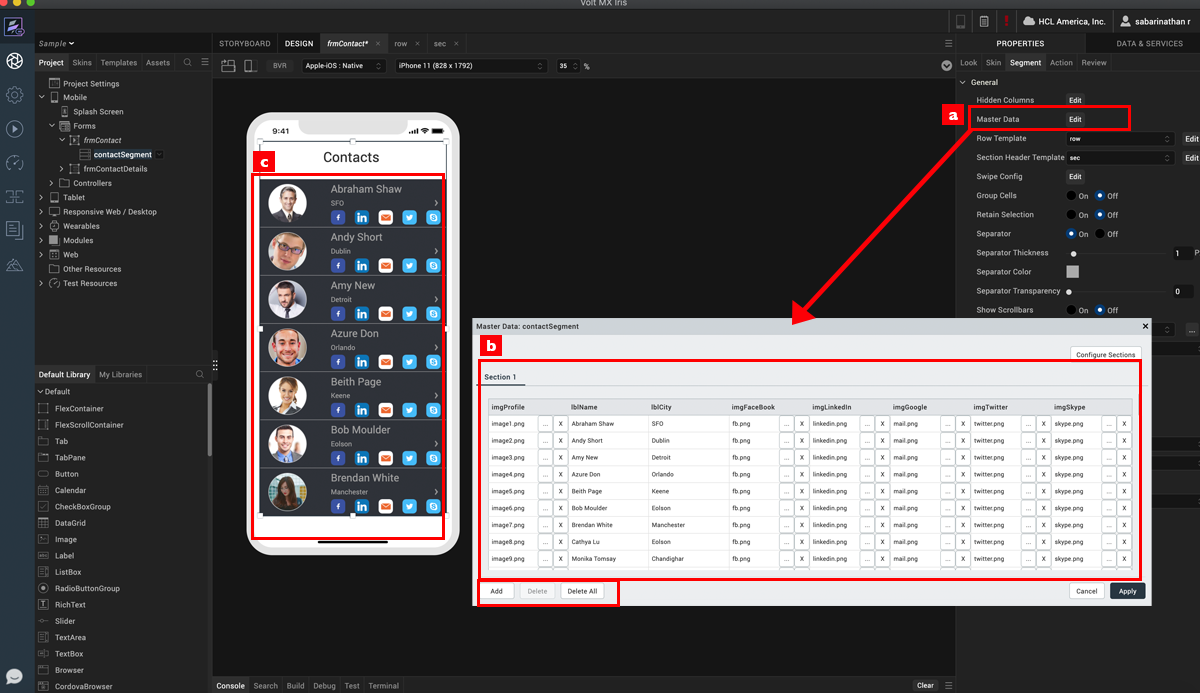 Volt MX Iris
HCL America, Inc.
sabarinathan r
Sample
STORYBOARD
DESIGN
frmContact*
row
sec
PROPERTIES
DATA & SERVICES
Project
Skins
Templates
Assets
BVR
Apple-iOS : Native
iPhone 11 (828 x 1792)
35
%
Look
Skin
Segment
Action
Review
Project Settings
Mobile
Splash Screen
Forms
frmContact
contactSegment
frmContactDetails
Controllers
Tablet
Responsive Web / Desktop
Wearables
Modules
Web
Other Resources
Test Resources
General
Hidden Columns
Edit
a
Master Data
Edit
Row Template
row
Edit
Section Header Template
sec
Edit
Swipe Config
Edit
Group Cells
On
Off
Retain Selection
On
Off
Separator
On
Off
Separator Thickness
1
P
Separator Color
Separator Transparency
0
Show Scrollbars
On
Off
...
9:41
c
Contacts
Abraham Shaw
SFO
Andy Short
Dublin
Amy New
Detroit
Azure Don
Orlando
Beith Page
Keene
Bob Moulder
Eolson
Brendan White
Manchester
Default Library
My Libraries
Default
FlexContainer
FlexScrollContainer
Tab
TabPane
Button
Calendar
CheckBoxGroup
DataGrid
Image
Label
ListBox
RadioButtonGroup
RichText
Slider
TextArea
TextBox
Browser
CordovaBrowser
Master Data: contactSegment
b
Configure Sections
Section 1
imgProfile lblName lblCity imgFaceBook imgLinkedIn imgGoogle imgTwitter imgSkype
image1.png ... X Abraham Shaw SFO fb.png ... X linkedin.png ... X mail.png ... X twitter.png ... X skype.png ... X
image2.png ... X Andy Short Dublin fb.png ... X linkedin.png ... X mail.png ... X twitter.png ... X skype.png ... X
image3.png ... X Amy New Detroit fb.png ... X linkedin.png ... X mail.png ... X twitter.png ... X skype.png ... X
image4.png ... X Azure Don Orlando fb.png ... X linkedin.png ... X mail.png ... X twitter.png ... X skype.png ... X
image5.png ... X Beith Page Keene fb.png ... X linkedin.png ... X mail.png ... X twitter.png ... X skype.png ... X
image6.png ... X Bob Moulder Eolson fb.png ... X linkedin.png ... X mail.png ... X twitter.png ... X skype.png ... X
image7.png ... X Brendan White Manchester fb.png ... X linkedin.png ... X mail.png ... X twitter.png ... X skype.png ... X
image8.png ... X Cathya Lu Eolson fb.png ... X linkedin.png ... X mail.png ... X twitter.png ... X skype.png ... X
image9.png ... X Monika Tomsay Chandighar fb.png ... X linkedin.png ... X mail.png ... X twitter.png ... X skype.png ... X
Add
Delete
Delete All
Cancel
Apply
Console
Search
Build
Debug
Test
Terminal
Clear